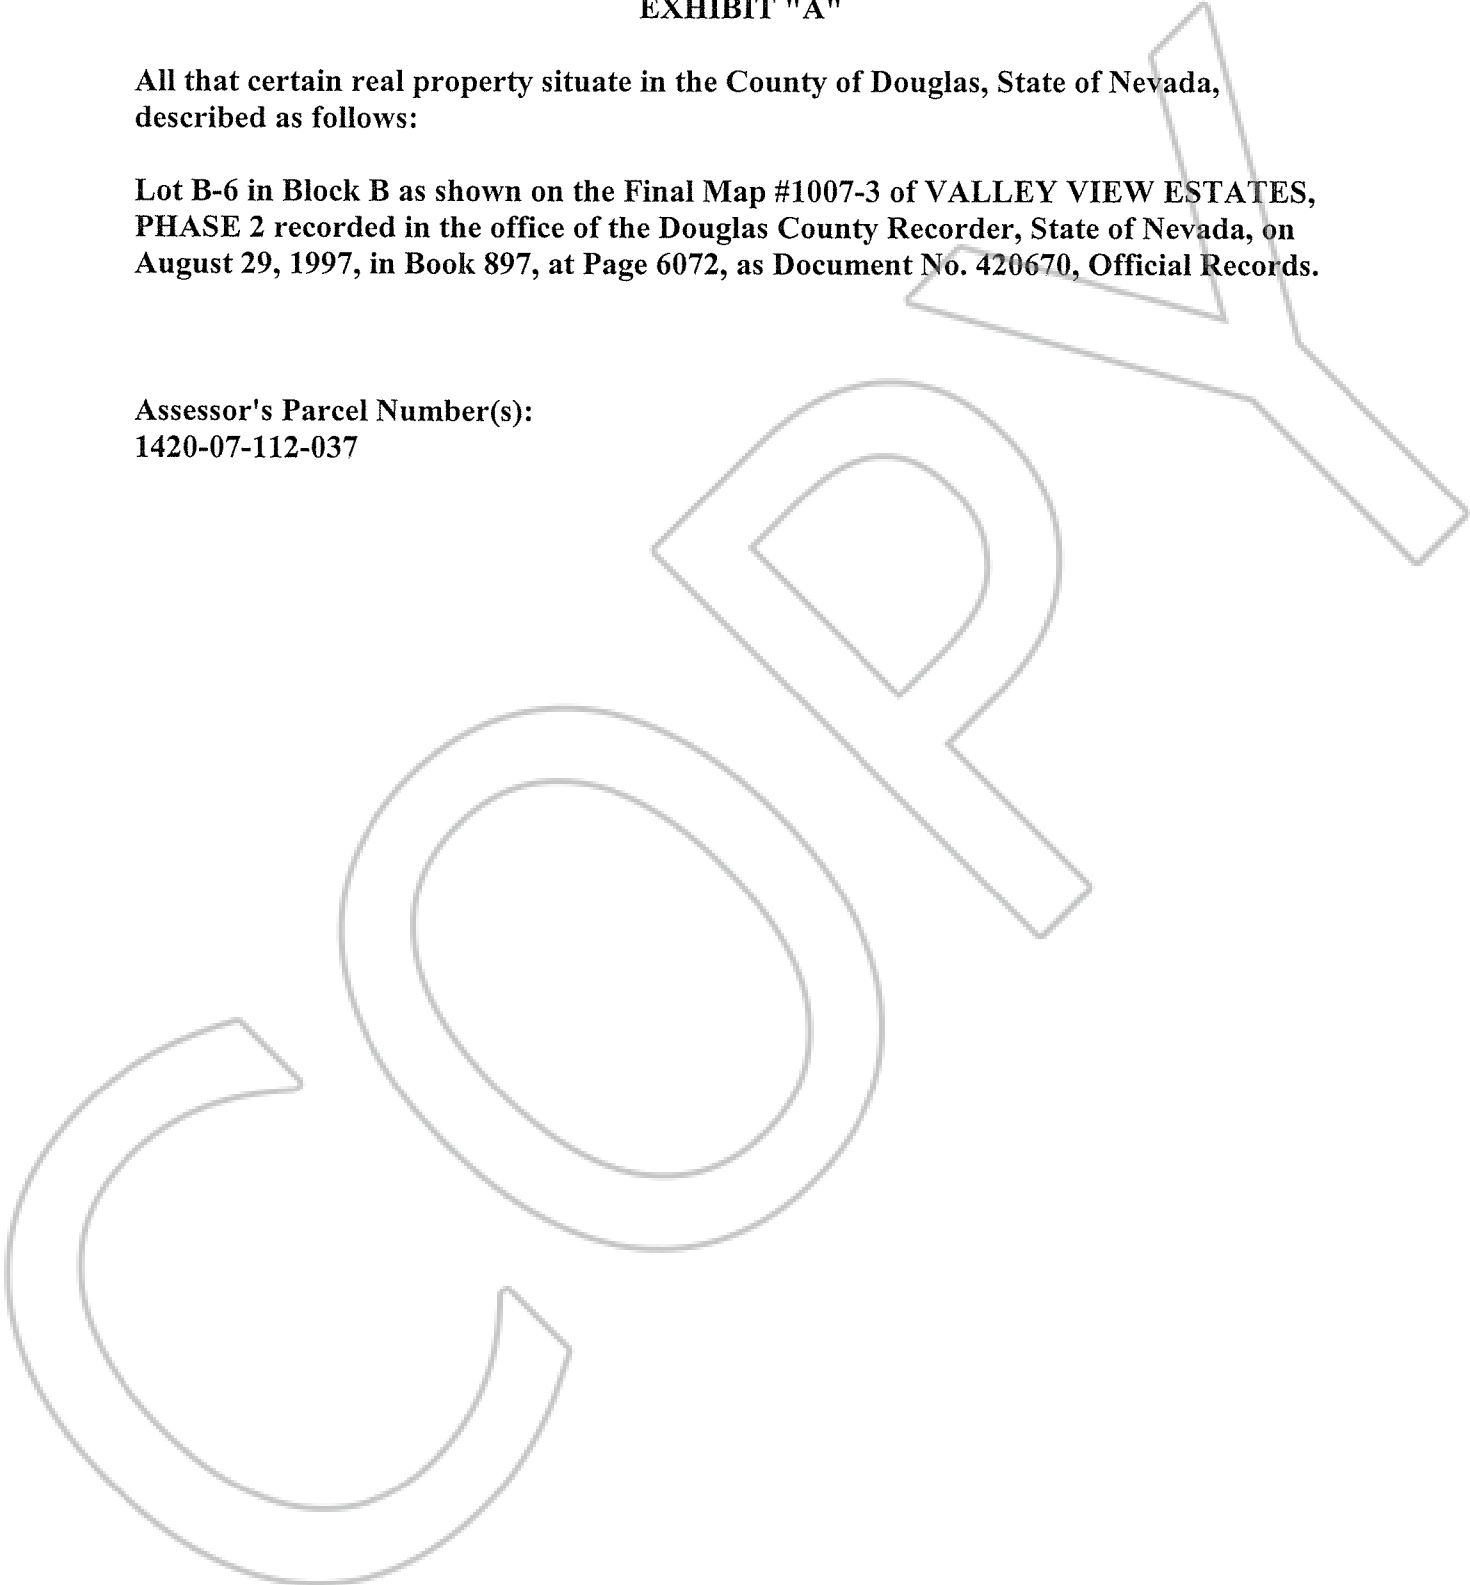 EXHIBIT "A"
All that certain real property situate in the County of Douglas, State of Nevada,
described as follows:
Lot B-6 in Block B as shown on the Final Map #1007-3 of VALLEY VIEW ESTATES,
PHASE 2 recorded in the office of the Douglas County Recorder, State of Nevada, on
August 29, 1997, in Book 897, at Page 6072, as Document No. 420670, Official Records.
Assessor's Parcel Number(s):
1420-07-112-037
COPY